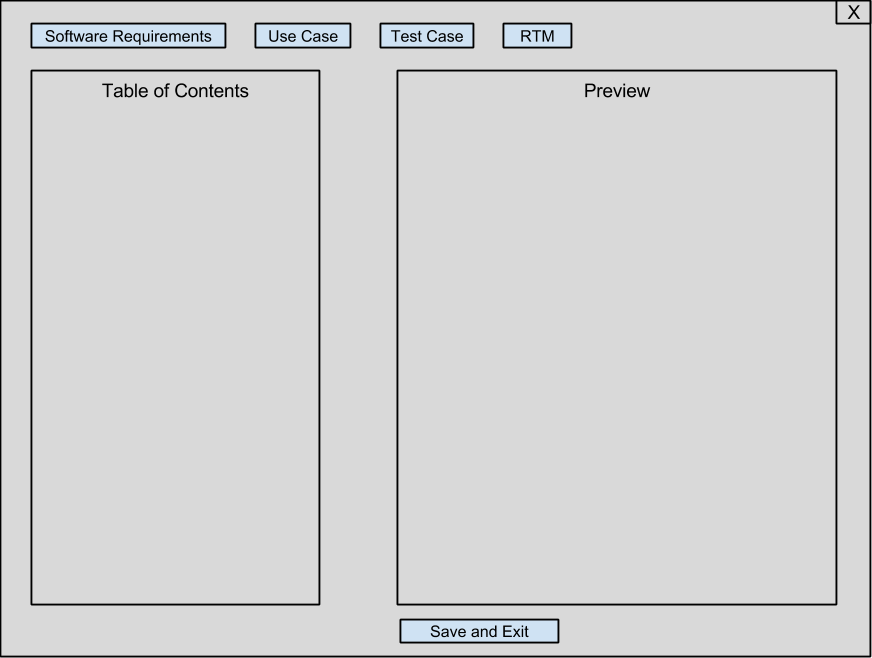 X
Software Requirements
Use Case
Test Case
RTM
Table of Contents
Preview
Save and Exit